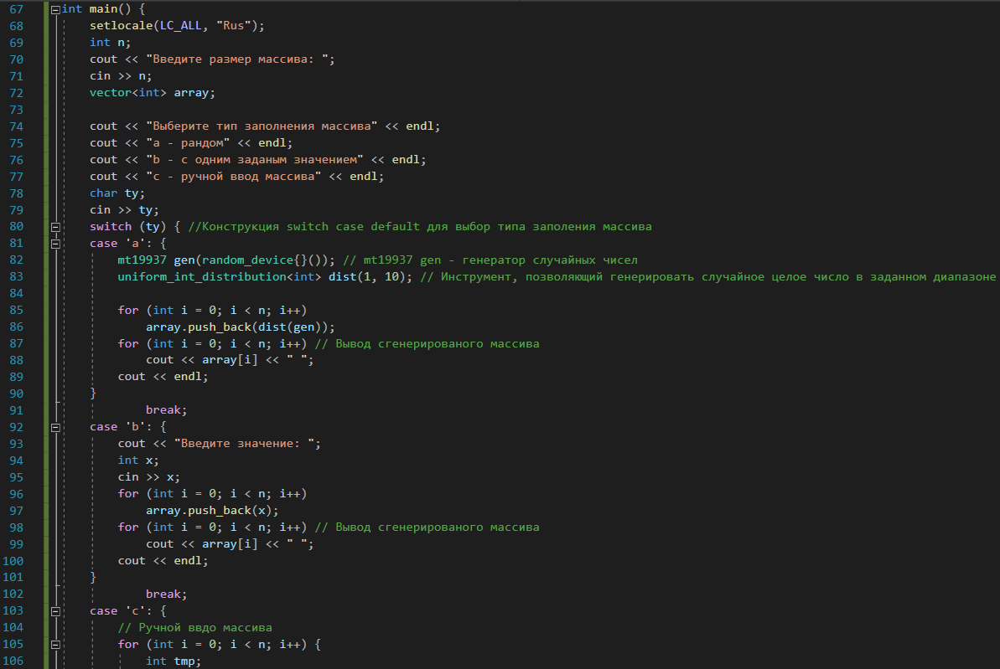 67 int main() {
68 setlocale(LC_ALL, "Rus");
69 int n;
70 cout << "Введите размер массива: ";
71 cin >> n;
72 vector<int> array;
73
74 cout << "Выберите тип заполнения массива" << endl;
75 cout << "a - рандом" << endl;
76 cout << "b - с одним заданым значением" << endl;
77 cout << "c - ручной ввод массива" << endl;
78 char ty;
79 cin >> ty;
80 switch (ty) { //Конструкция switch case default для выбор типа заполения массива
81 case 'a': {
82 mt19937 gen(random_device{}()); // mt19937 gen - генератор случайных чисел
83 uniform_int_distribution<int> dist(1, 10); // Инструмент, позволяющий генерировать случайное целое число в заданном диапазоне
84
85 for (int i = 0; i < n; i++)
86 array.push_back(dist(gen));
87 for (int i = 0; i < n; i++) // Вывод сгенерированого массива
88 cout << array[i] << " ";
89 cout << endl;
90 }
91 break;
92 case 'b': {
93 cout << "Введите значение: ";
94 int x;
95 cin >> x;
96 for (int i = 0; i < n; i++)
97 array.push_back(x);
98 for (int i = 0; i < n; i++) // Вывод сгенерированого массива
99 cout << array[i] << " ";
100 cout << endl;
101 }
102 break;
103 case 'c': {
104 // Ручной ввдо массива
105 for (int i = 0; i < n; i++) {
106 int tmp;